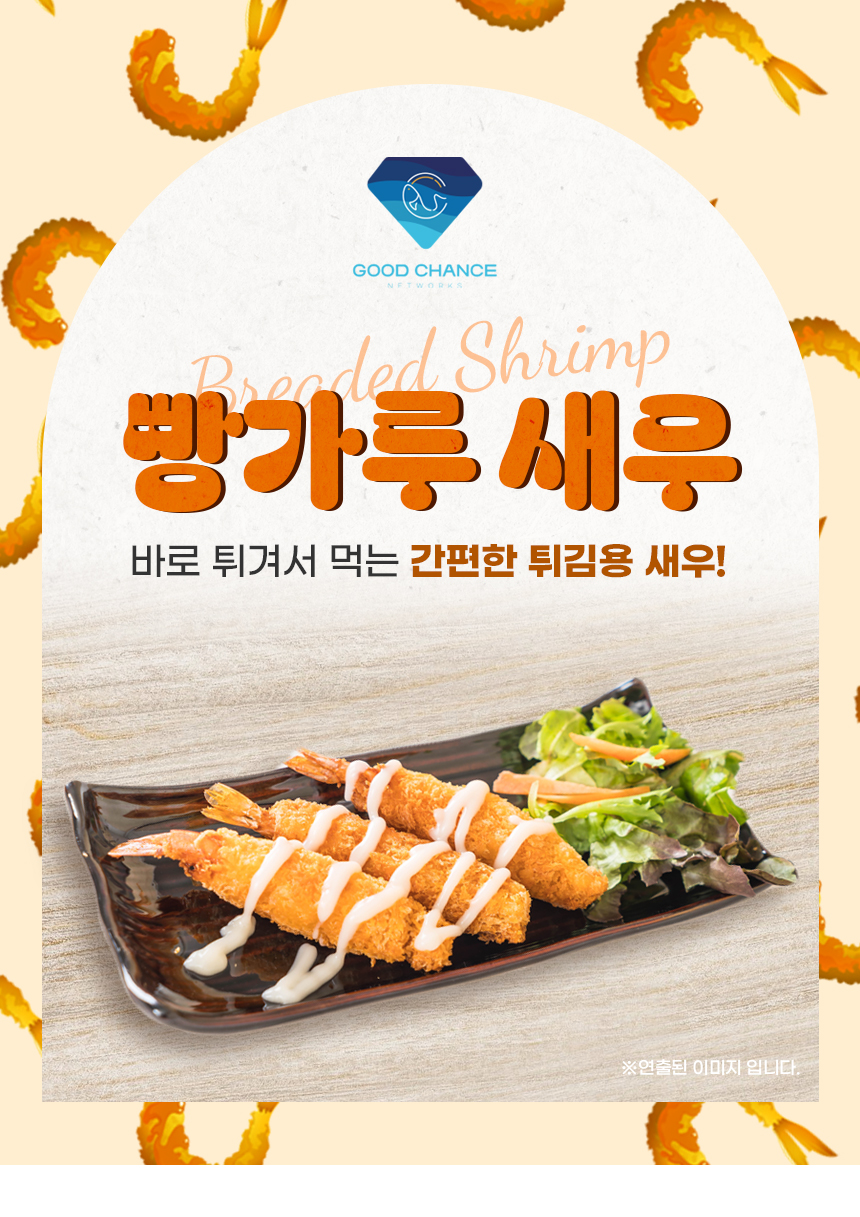 GOOD CHANCE
NETWORKS
Breaded Shrimp
빵가루 새우
바로 튀겨서 먹는 간편한 튀김용 새우!
※연출된 이미지 입니다.